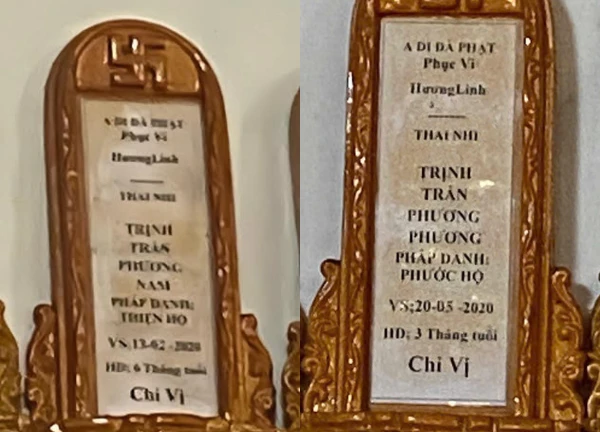 A DI ĐÀ PHẬT
Phục Vì
HươngLinh
THAI NHI
TRỊNH
TRẦN
PHƯƠNG
NAM
PHÁP DANH:
THIỆN HỘ
VS:13-02 -2020
HD: 6 Tháng tuổi
Chi Vị
A DI ĐÀ PHẬT
Phục Vì
HươngLinh
THAI NHI
TRỊNH
TRẦN
PHƯƠNG
PHƯƠNG
PHÁP DANH:
PHƯỚC HỘ
VS:20-05 -2020
HD: 3 Tháng tuổi
Chi Vị